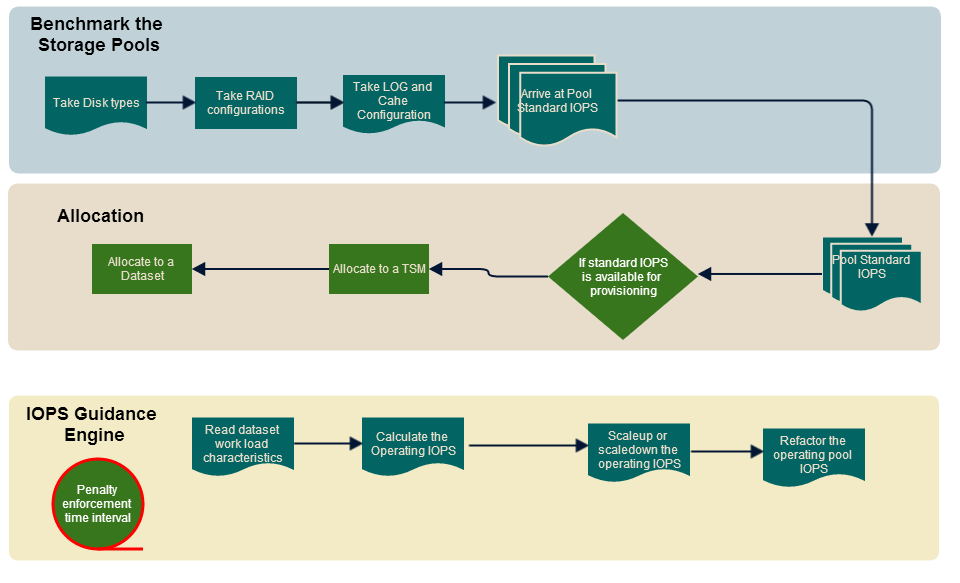 Benchmark the
Storage Pools
Take Disk types
Take RAID
configurations
Take LOG and
Cahe
Configuration
Arrive at Pool
Standard IOPS
Allocation
Allocate to a
Dataset
Allocate to a TSM
If standard IOPS
is available for
provisioning
Pool Standard
IOPS
IOPS Guidance
Engine
Penalty
enforcement
time interval
Read dataset
work load
characteristics
Calculate the
Operating IOPS
Scaleup or
scaledown the
operating IOPS
Refactor the
operating pool
IOPS